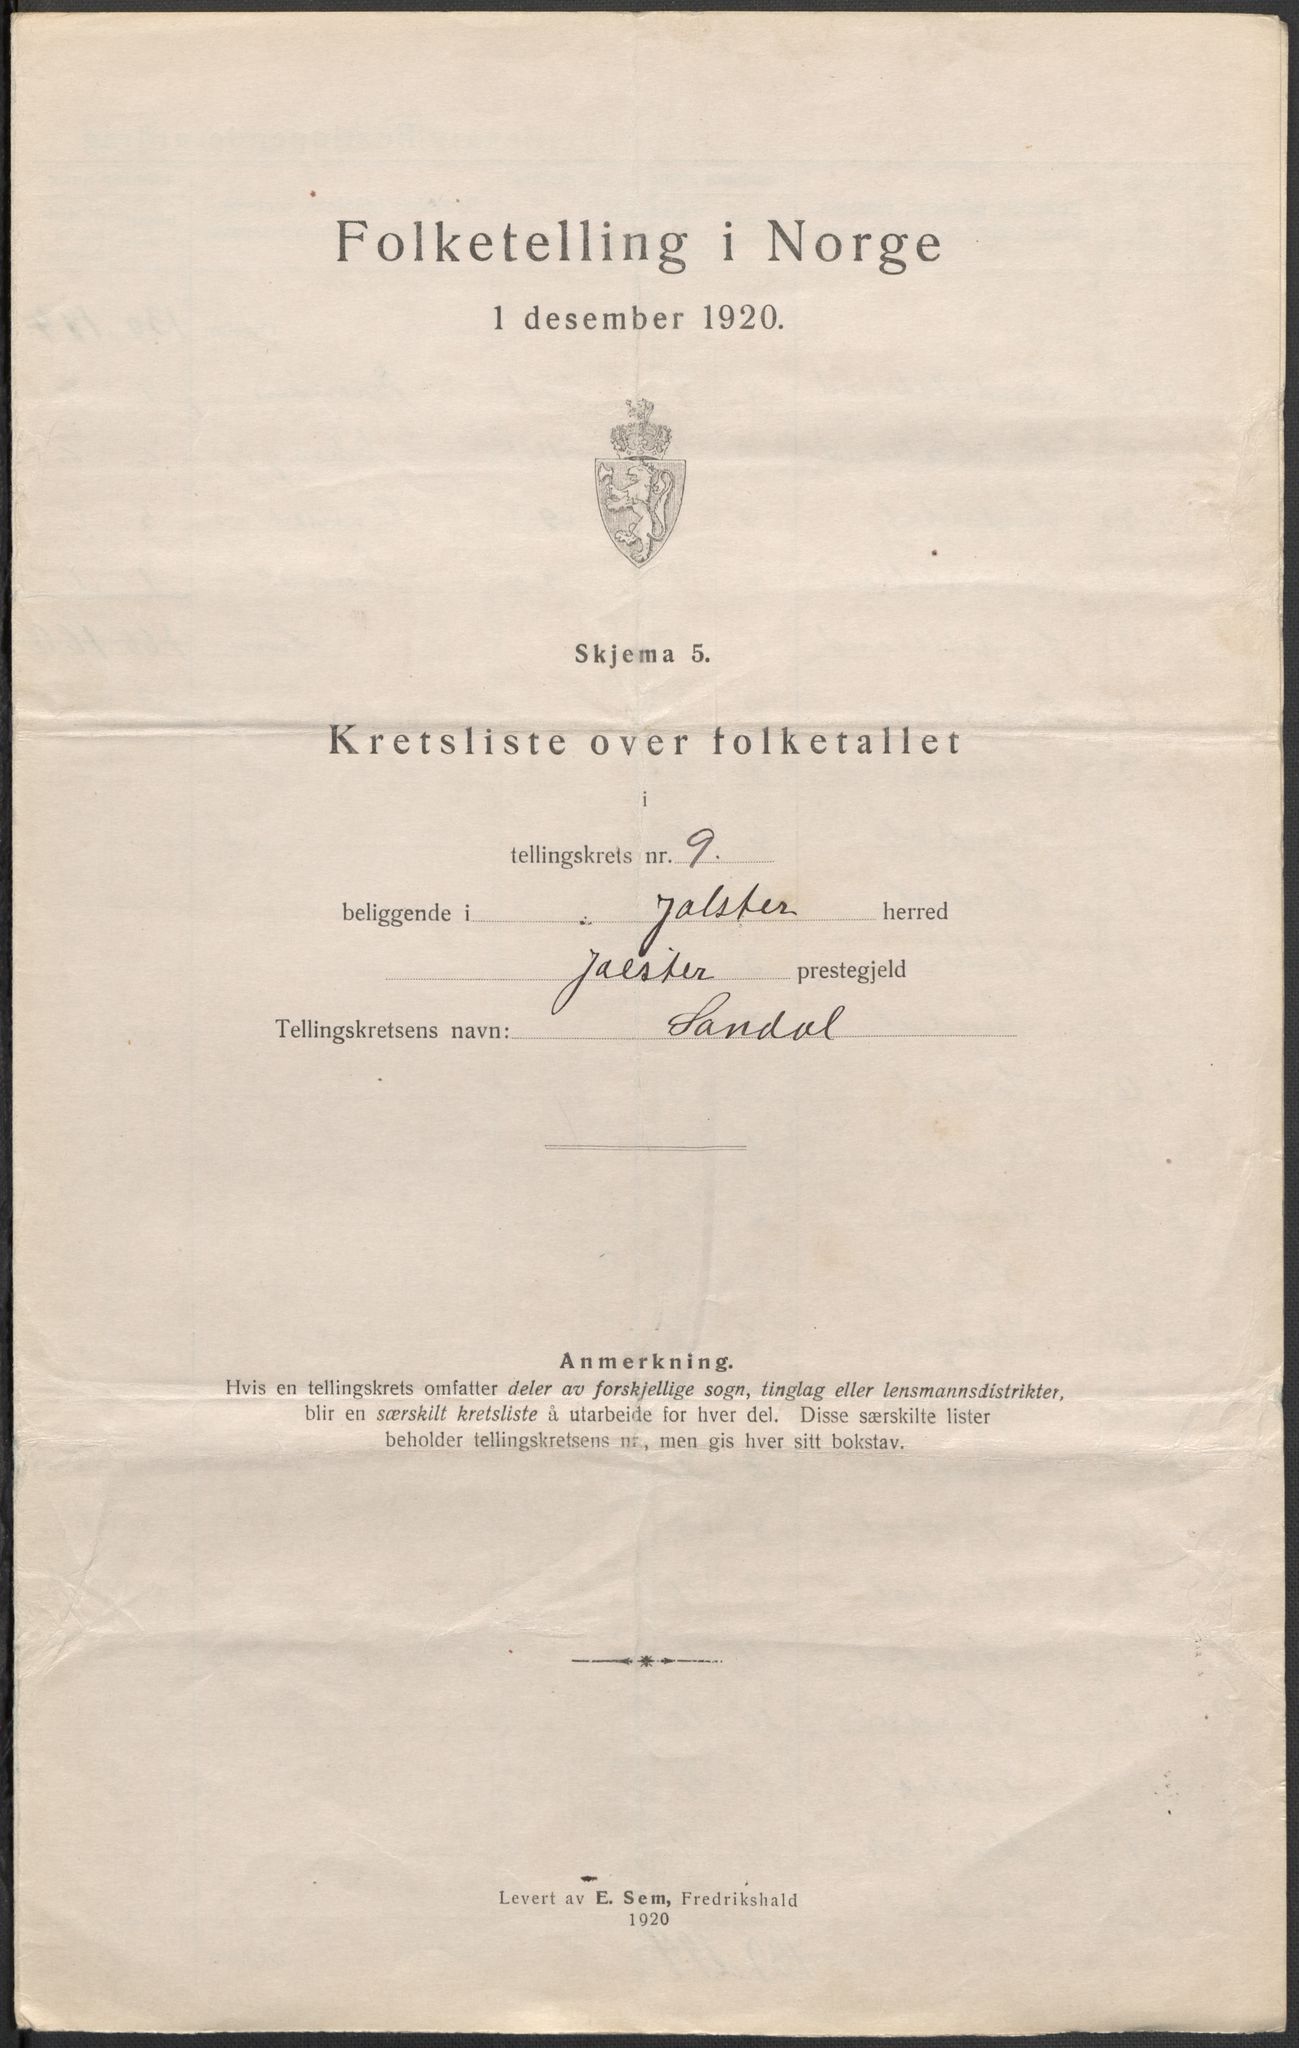 Folketelling i Norge
1 desember 1920.
Skjema 5.
Kretsliste over folketallet
i
tellingskrets nr. 9.
beliggende i Jølster herred
Jølster prestegjeld
Tellingskretsens navn: Sandal
Anmerkning.
Hvis en tellingskrets omfatter deler av forskjellige sogn, tinglag eller lensmannsdistrikter,
blir en særskilt kretsliste å utarbeide for hver del. Disse særskilte lister
beholder tellingskretsens nr., men gis hver sitt bokstav.
Levert av E. Sem, Fredrikshald
1920